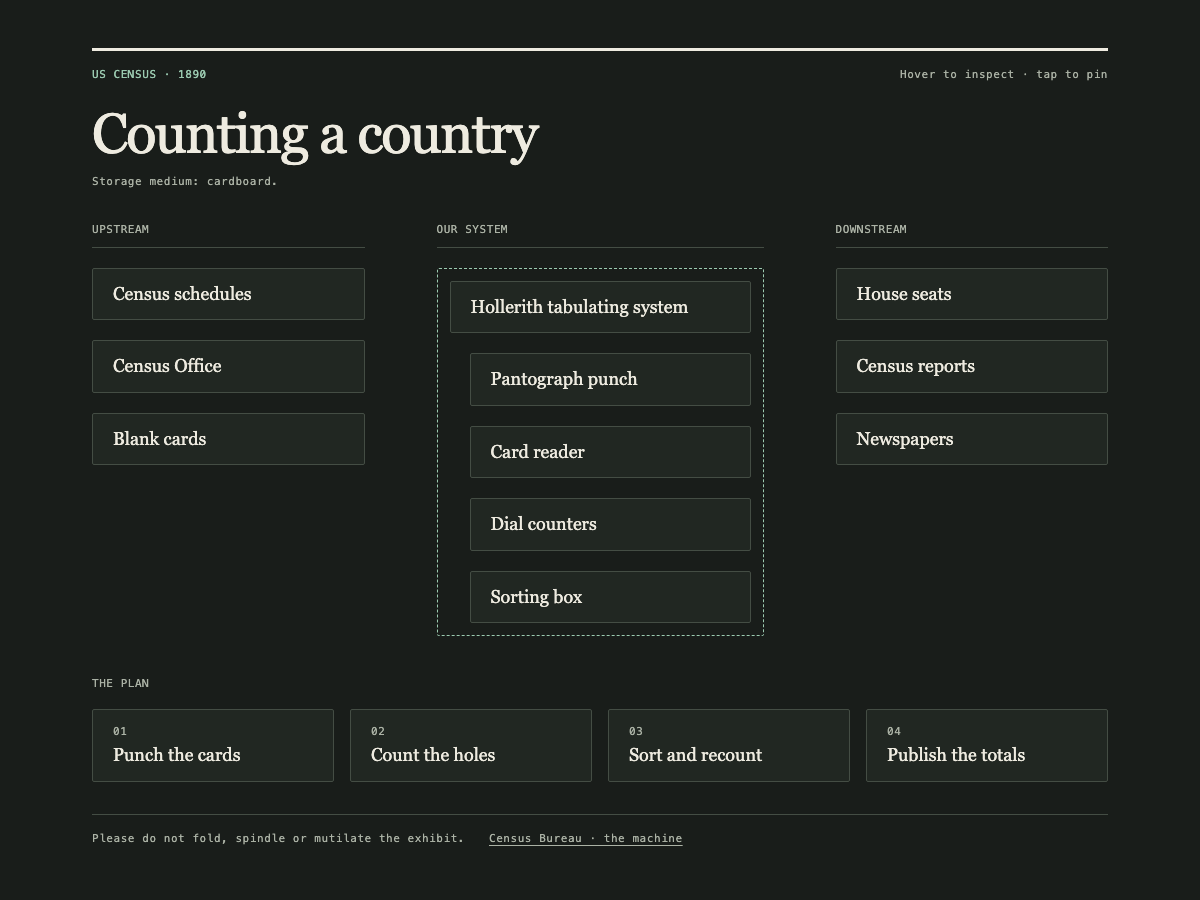 US CENSUS · 1890
Hover to inspect · tap to pin
Counting a country
Storage medium: cardboard.
UPSTREAM
Census schedules
Census Office
Blank cards
OUR SYSTEM
Hollerith tabulating system
Pantograph punch
Card reader
Dial counters
Sorting box
DOWNSTREAM
House seats
Census reports
Newspapers
THE PLAN
01
Punch the cards
02
Count the holes
03
Sort and recount
04
Publish the totals
Please do not fold, spindle or mutilate the exhibit.
Census Bureau · the machine